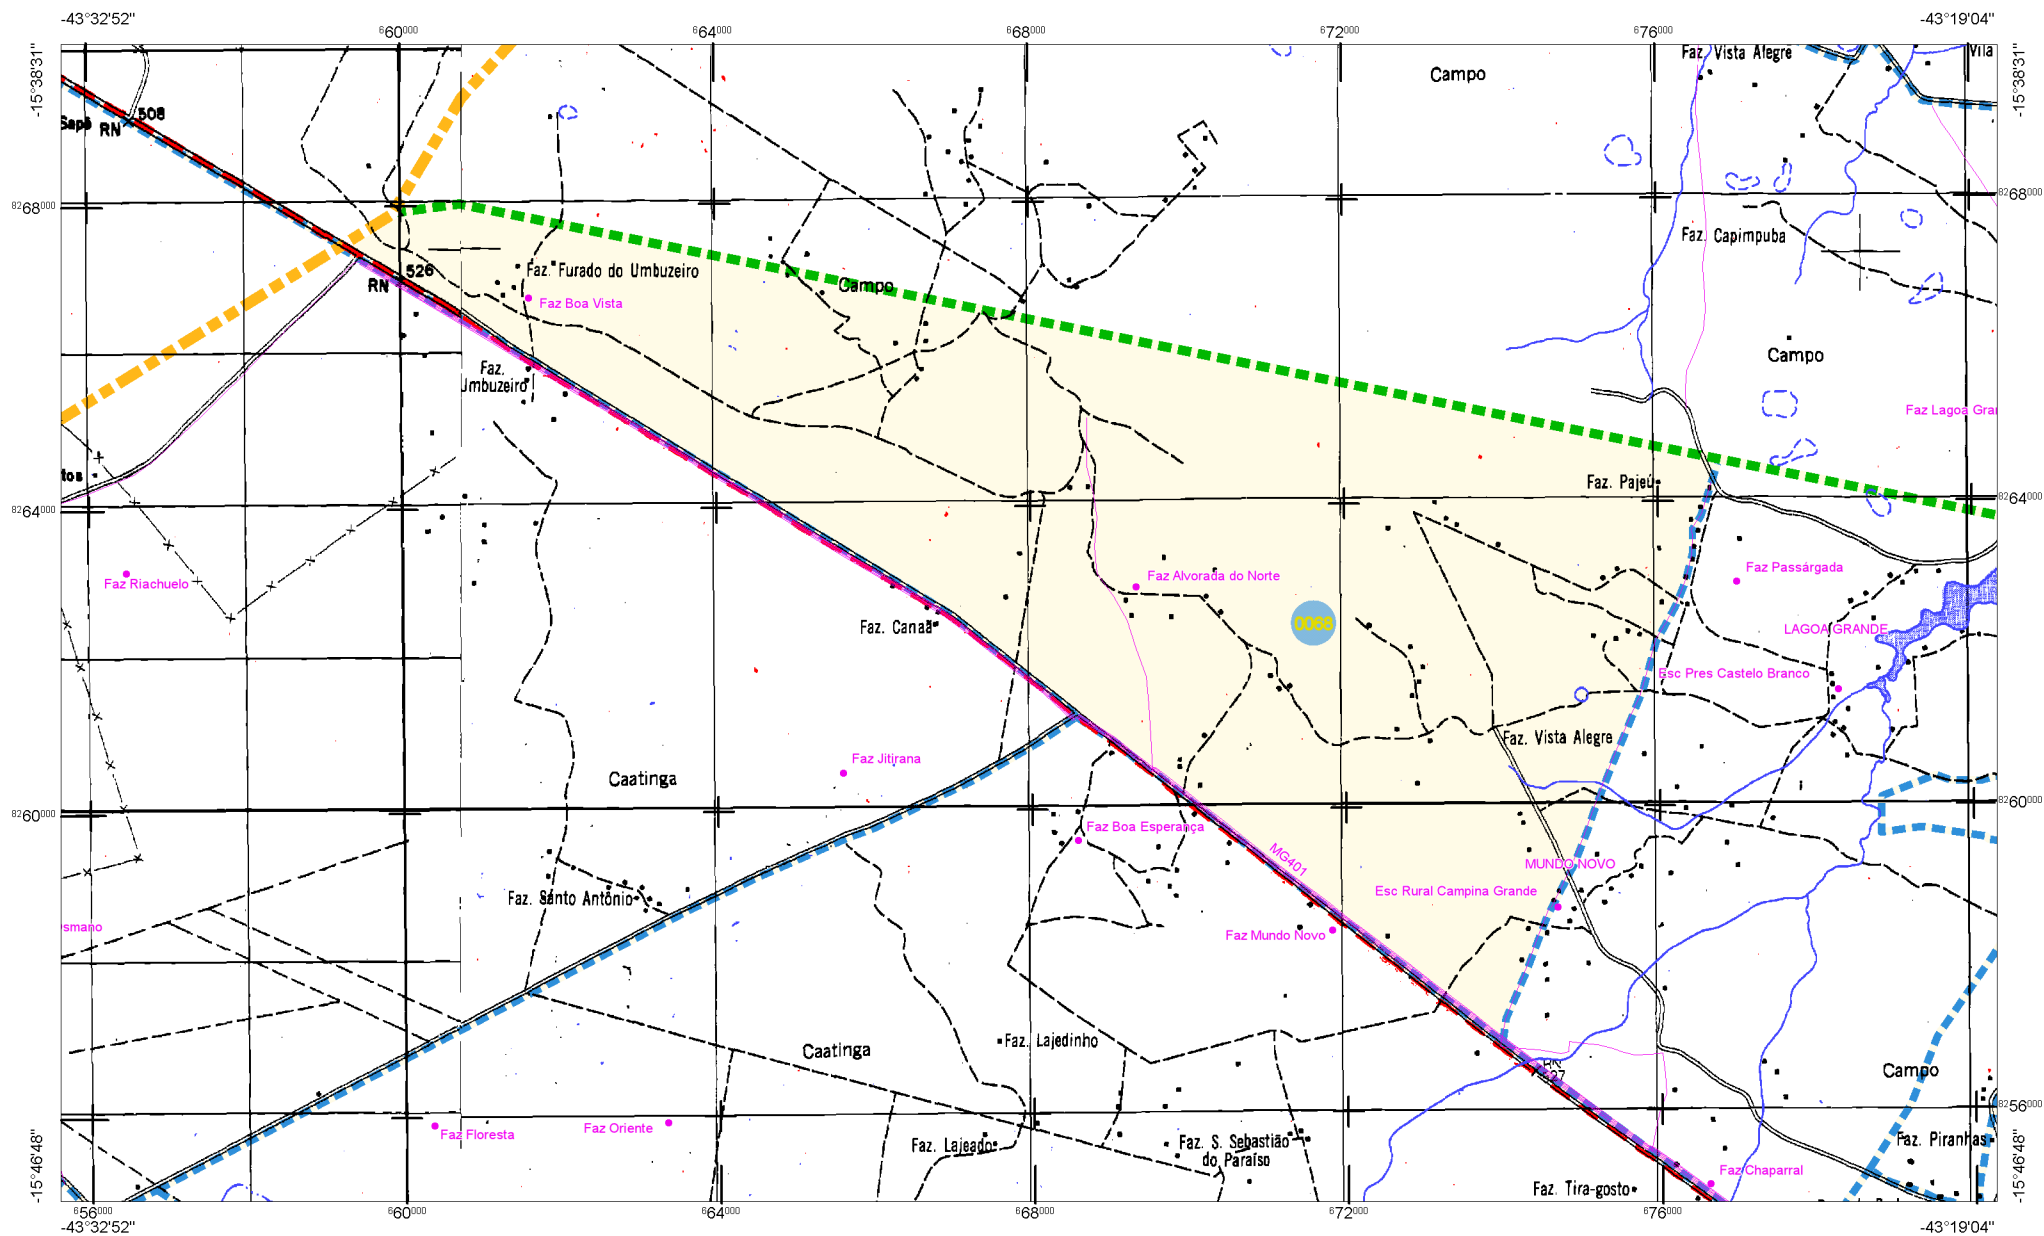 -43°32'52"
-43°19'04"
660000
664000
668000
672000
676000
-15°38'31"
-15°38'31"
Faz. Vista Alegre
Vila
Campo
508
Sapé
RN
8268000
8268000
Faz. Capimpuba
526
RN
Faz. Furado do Umbuzeiro
Campo
Faz Boa Vista
Campo
Faz.
Umbuzeiro
Faz Lagoa Gran
tos
Faz. Pajeú
8264000
8264000
Faz Riachuelo
Faz Alvorada do Norte
Faz Passárgada
Faz. Canaã
0068
LAGOA GRANDE
Esc Pres Castelo Branco
Faz. Vista Alegre
Faz Jitirana
Caatinga
8260000
8260000
Faz Boa Esperança
MG401
MUNDO NOVO
Esc Rural Campina Grande
Faz. Santo Antônio
smano
Faz Mundo Novo
Faz. Lajedinho
Caatinga
RN
527
Campo
8256000
Faz Floresta
Faz Oriente
Faz. Lajeado
Faz. S. Sebastião
do Paraíso
Faz. Piranhas
Faz Chaparral
Faz. Tira-gosto
-15°46'48"
-15°46'48"
656000
660000
664000
668000
672000
676000
-43°32'52"
-43°19'04"